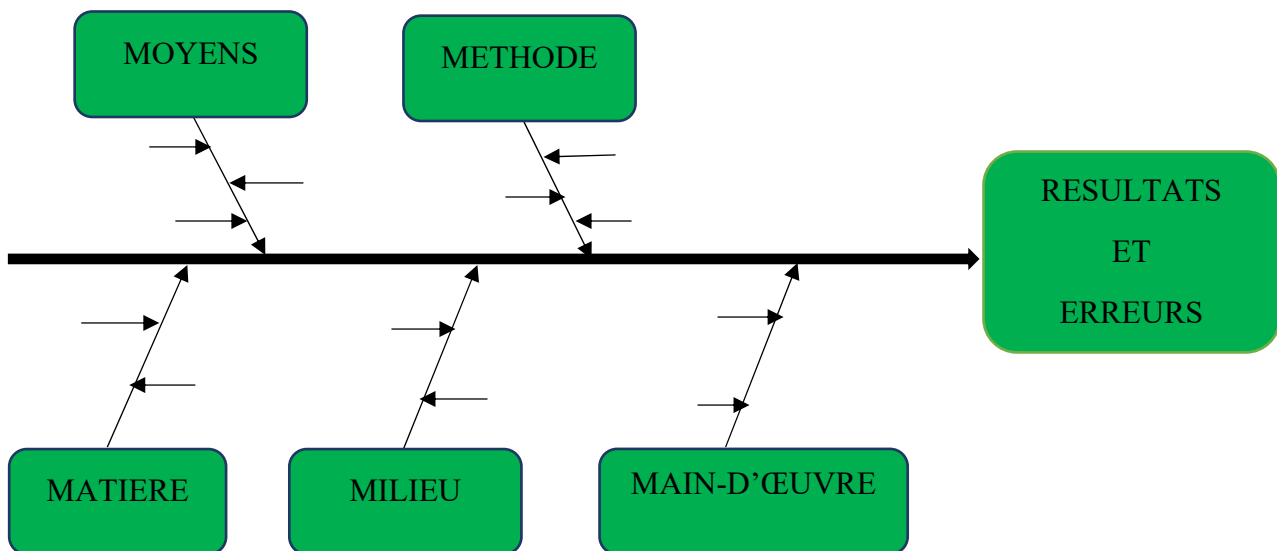 MOYENS
METHODE
RESULTATS
ET
ERREURS
MATIERE
MILIEU
MAIN-D’ŒUVRE